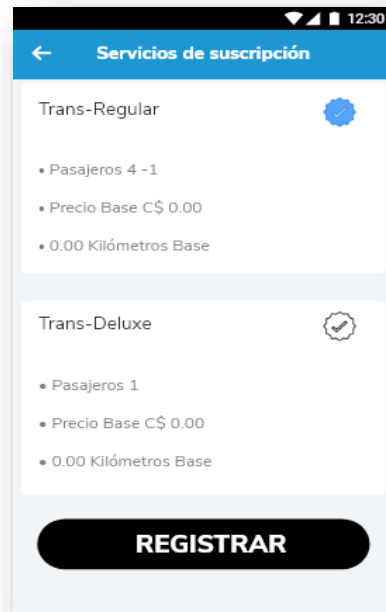 12:30
Servicios de suscripción
Trans-Regular
• Pasajeros 4 -1
• Precio Base C$ 0.00
• 0.00 Kilómetros Base
Trans-Deluxe
• Pasajeros 1
• Precio Base C$ 0.00
• 0.00 Kilómetros Base
REGISTRAR